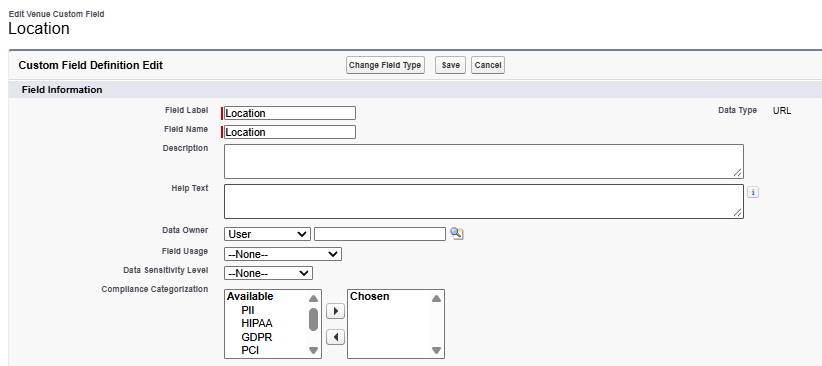 Edit Venue Custom Field
Location
Custom Field Definition Edit
Change Field Type
Save
Cancel
Field Information
Field Label
Location
Data Type
URL
Field Name
Location
Description
Help Text
i
Data Owner
User
Field Usage
--None--
Data Sensitivity Level
--None--
Compliance Categorization
Available
PII
HIPAA
GDPR
PCI
Chosen